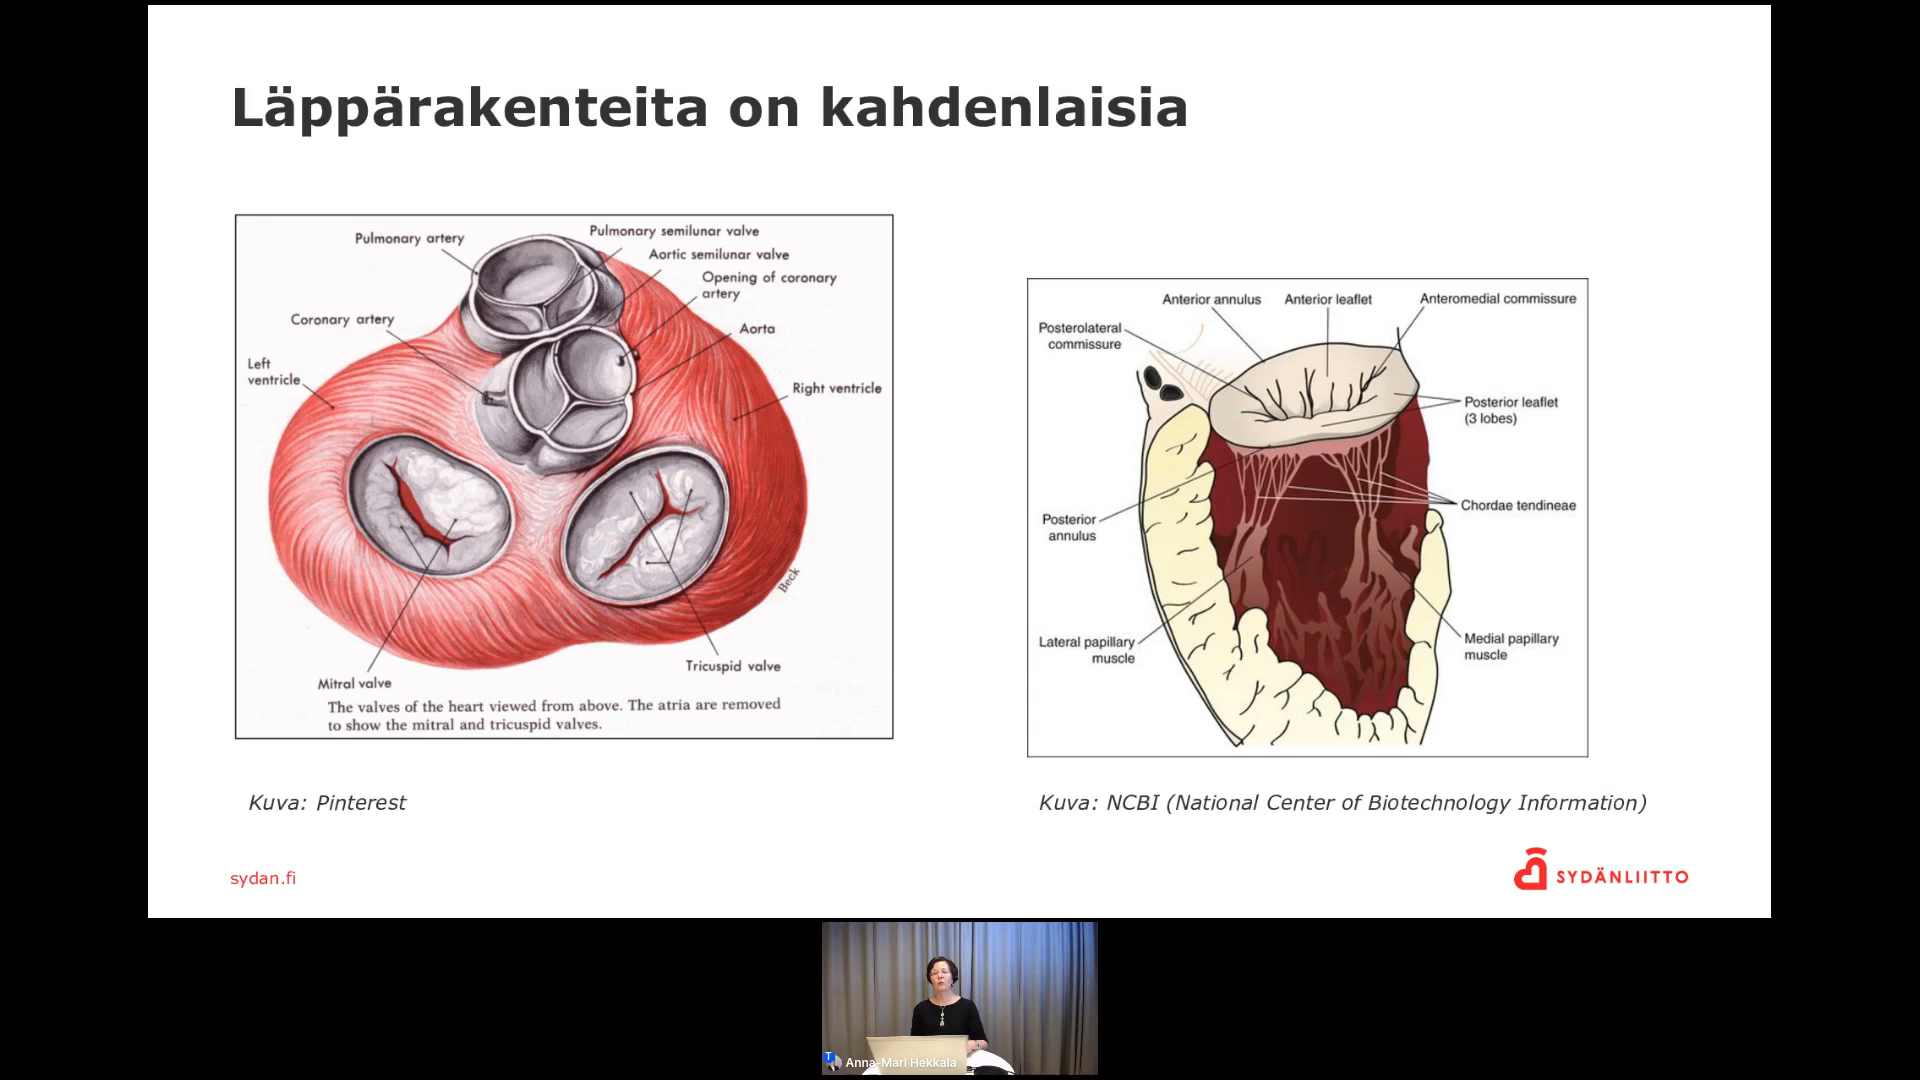 Läppärakenteita on kahdenlaisia
Pulmonary artery
Pulmonary semilunar valve
Aortic semilunar valve
Opening of coronary
artery
Coronary artery
Aorta
Left
ventricle
Right ventricle
Beck
Tricuspid valve
Mitral valve
The valves of the heart viewed from above. The atria are removed
to show the mitral and tricuspid valves.
Kuva: Pinterest
Anterior annulus
Anterior leaflet
Anteromedial commissure
Posterolateral
commissure
Posterior leaflet
(3 lobes)
Chordae tendineae
Posterior
annulus
Lateral papillary
muscle
Medial papillary
muscle
Kuva: NCBI (National Center of Biotechnology Information)
sydan.fi
SYDÄNLIITTO
T
Anna-Mari Hekkala